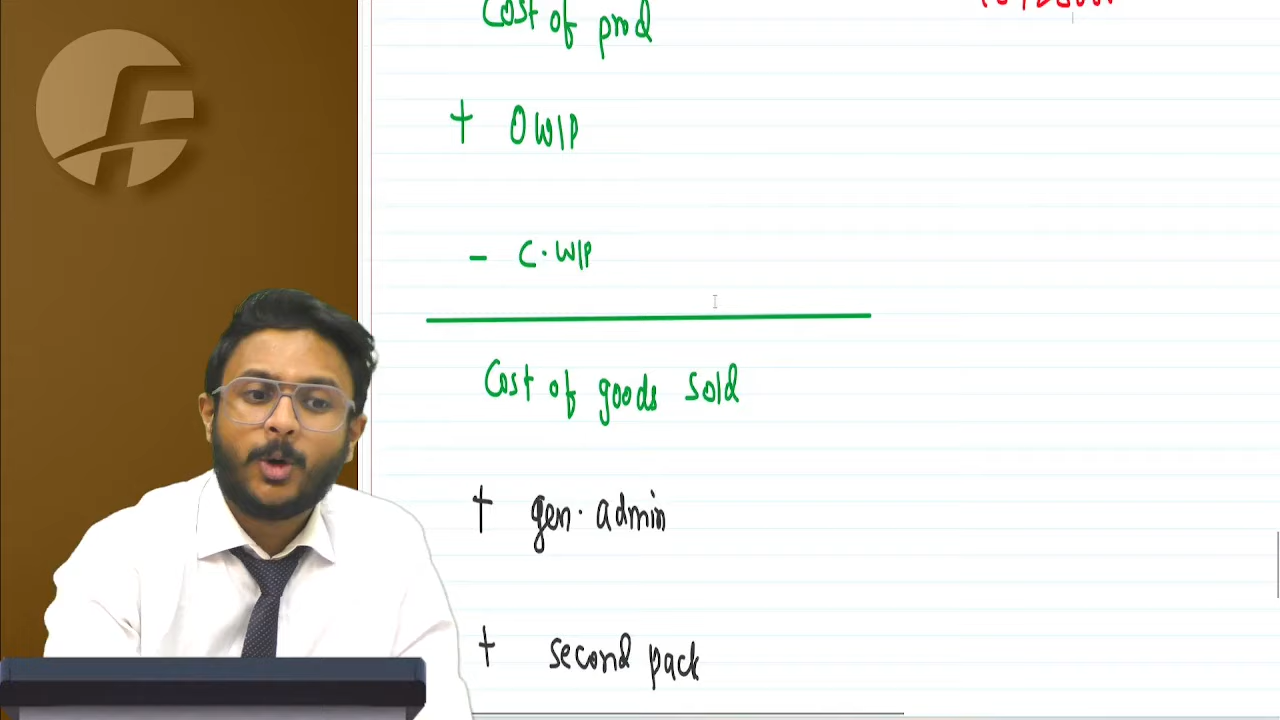 Cost of prod
+ OWIP
- C.WIP
Cost of goods sold
+ gen. admin
+ second pack